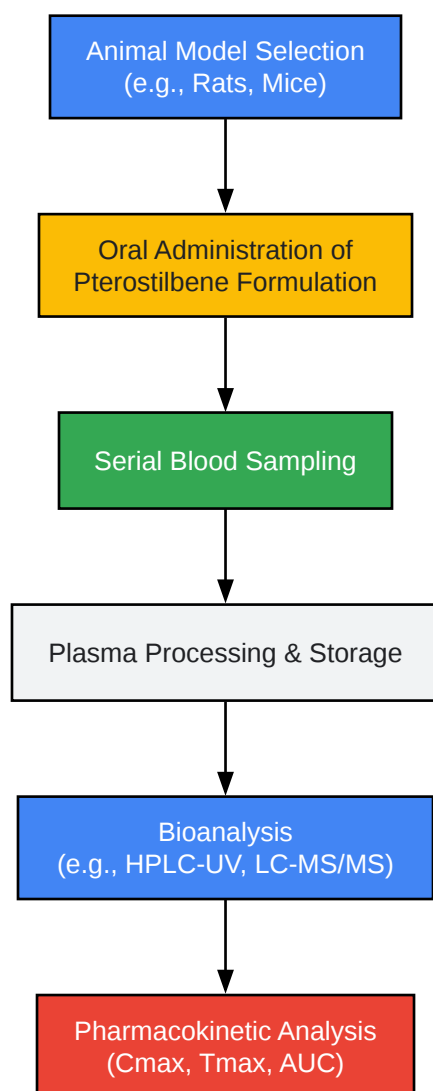 Animal Model Selection
(e.g., Rats, Mice)
Oral Administration of
Pterostilbene Formulation
Serial Blood Sampling
Plasma Processing & Storage
Bioanalysis
(e.g., HPLC-UV, LC-MS/MS)
Pharmacokinetic Analysis
(Cmax, Tmax, AUC)